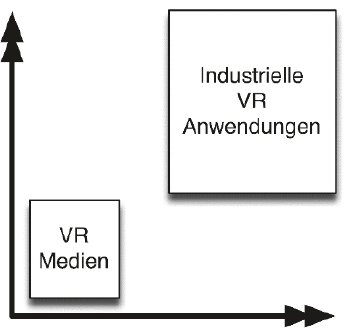 Industrielle
VR
Anwendungen
VR
Medien